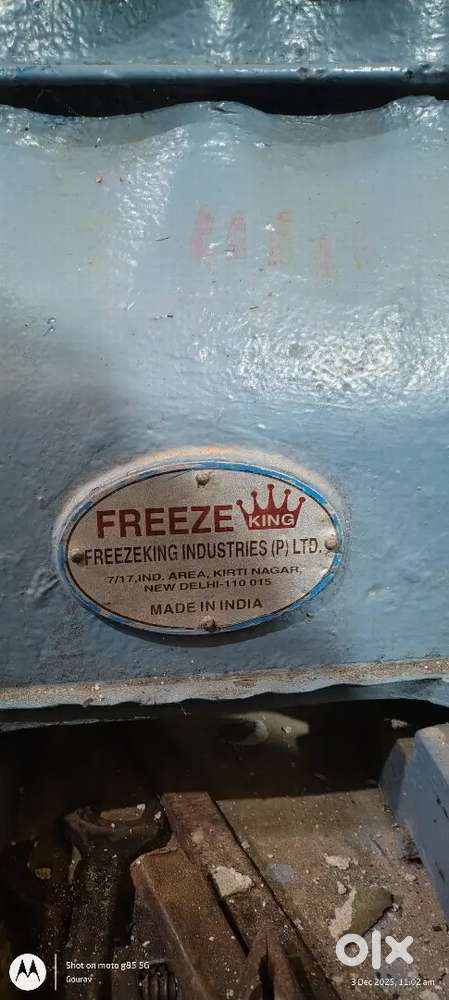 FREEZE KING
FREEZEKING INDUSTRIES (P) LTD.
7/17,IND. AREA, KIRTI NAGAR,
NEW DELHI-110 015
MADE IN INDIA
Shot on moto g85 5G
Gourav
olx
3 Dec 2025, 11:02 am